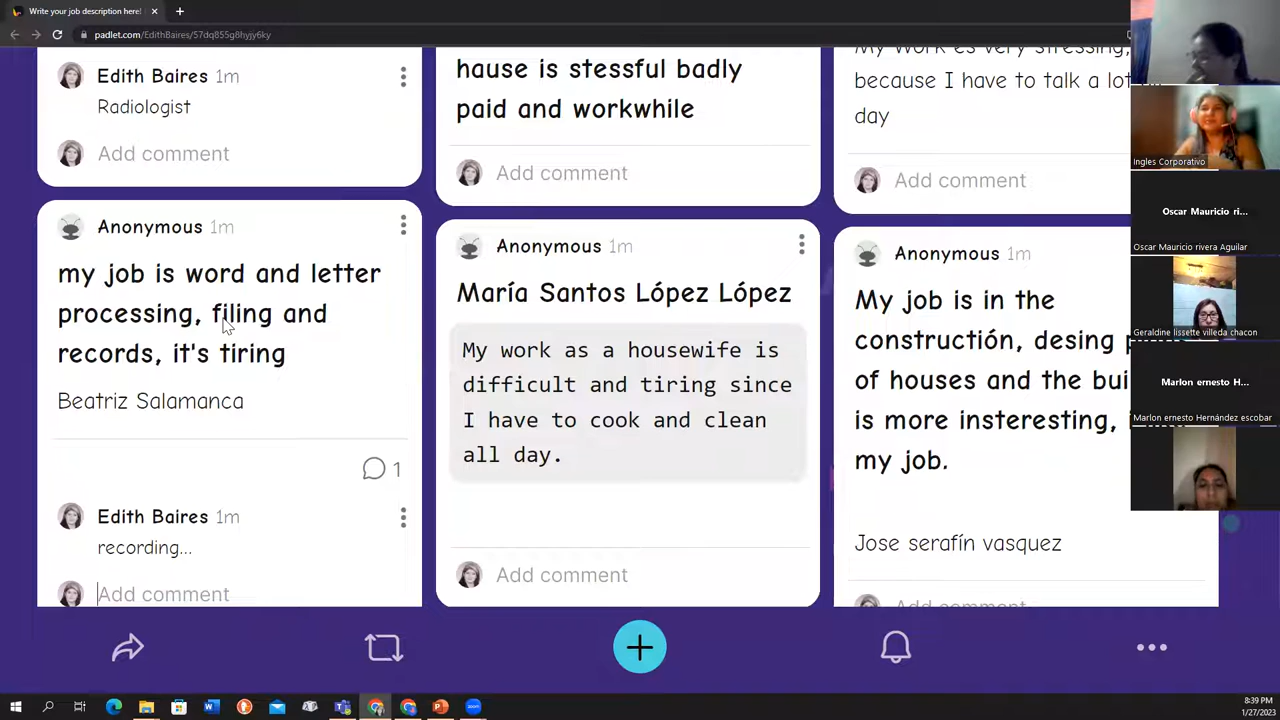 Write your job description here!
padlet.com/EdithBaires/57dq855g8hyjy6ky
Edith Baires 1m
Radiologist
Add comment
Anonymous 1m
my job is word and letter
processing, filing and
records, it's tiring
Beatriz Salamanca
1
Edith Baires 1m
recording...
Add comment
hause is stessful badly
paid and workwhile
Add comment
Anonymous 1m
María Santos López López
My work as a housewife is
difficult and tiring since
I have to cook and clean
all day.
Add comment
My work es very stressing,
because I have to talk a lot
day
Add comment
Anonymous 1m
My job is in the
constructión, desing
of houses and the
is more insteresting,
my job.
Jose serafín vasquez
Add comment
Ingles Corporativo
Oscar Mauricio ri...
Oscar Mauricio rivera Aguilar
Geraldine lissette villeda chacon
Marlon ernesto H...
Marlon ernesto Hernández escobar
8:39 PM
1/27/2023